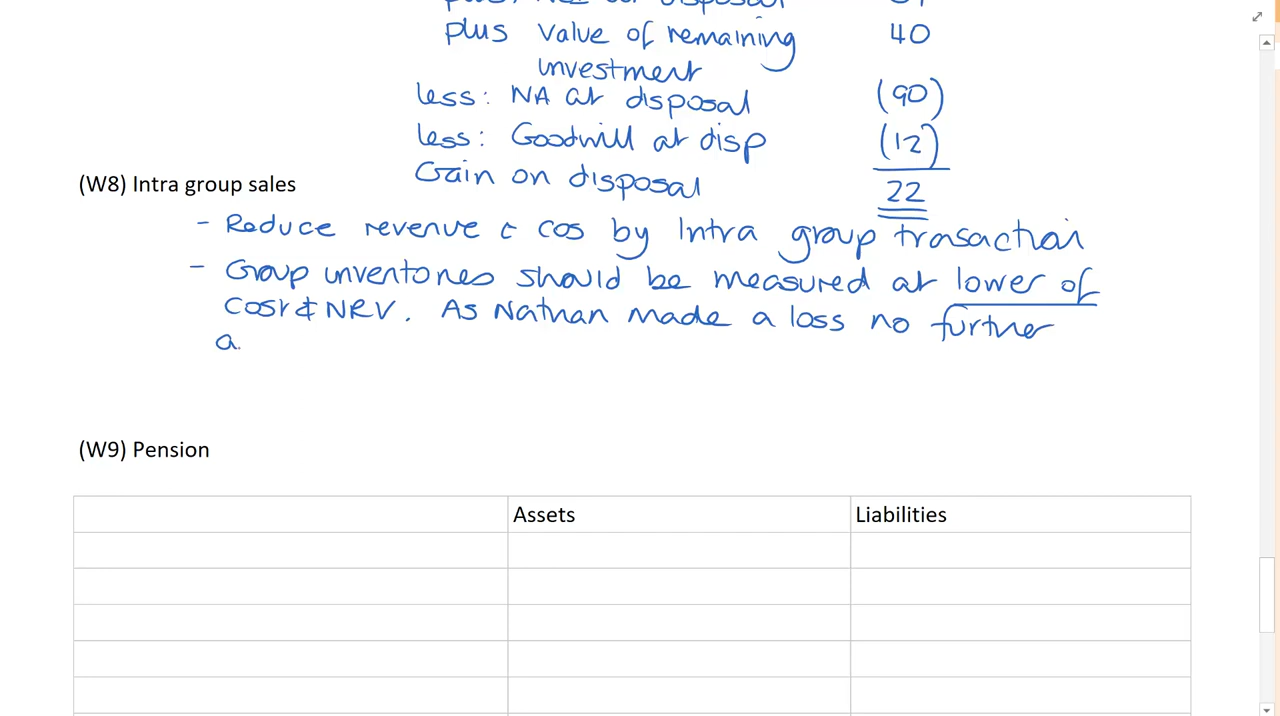 plus value of remaining 40
investment
less: NA at disposal (90)
less: Goodwill at disp (12)
Gain on disposal 22
(W8) Intra group sales
- Reduce revenue & cos by Intra group trasaction
- Group inventories should be measured at lower of
Cost & NRV. As Nathan made a loss no further
a
(W9) Pension
Assets Liabilities